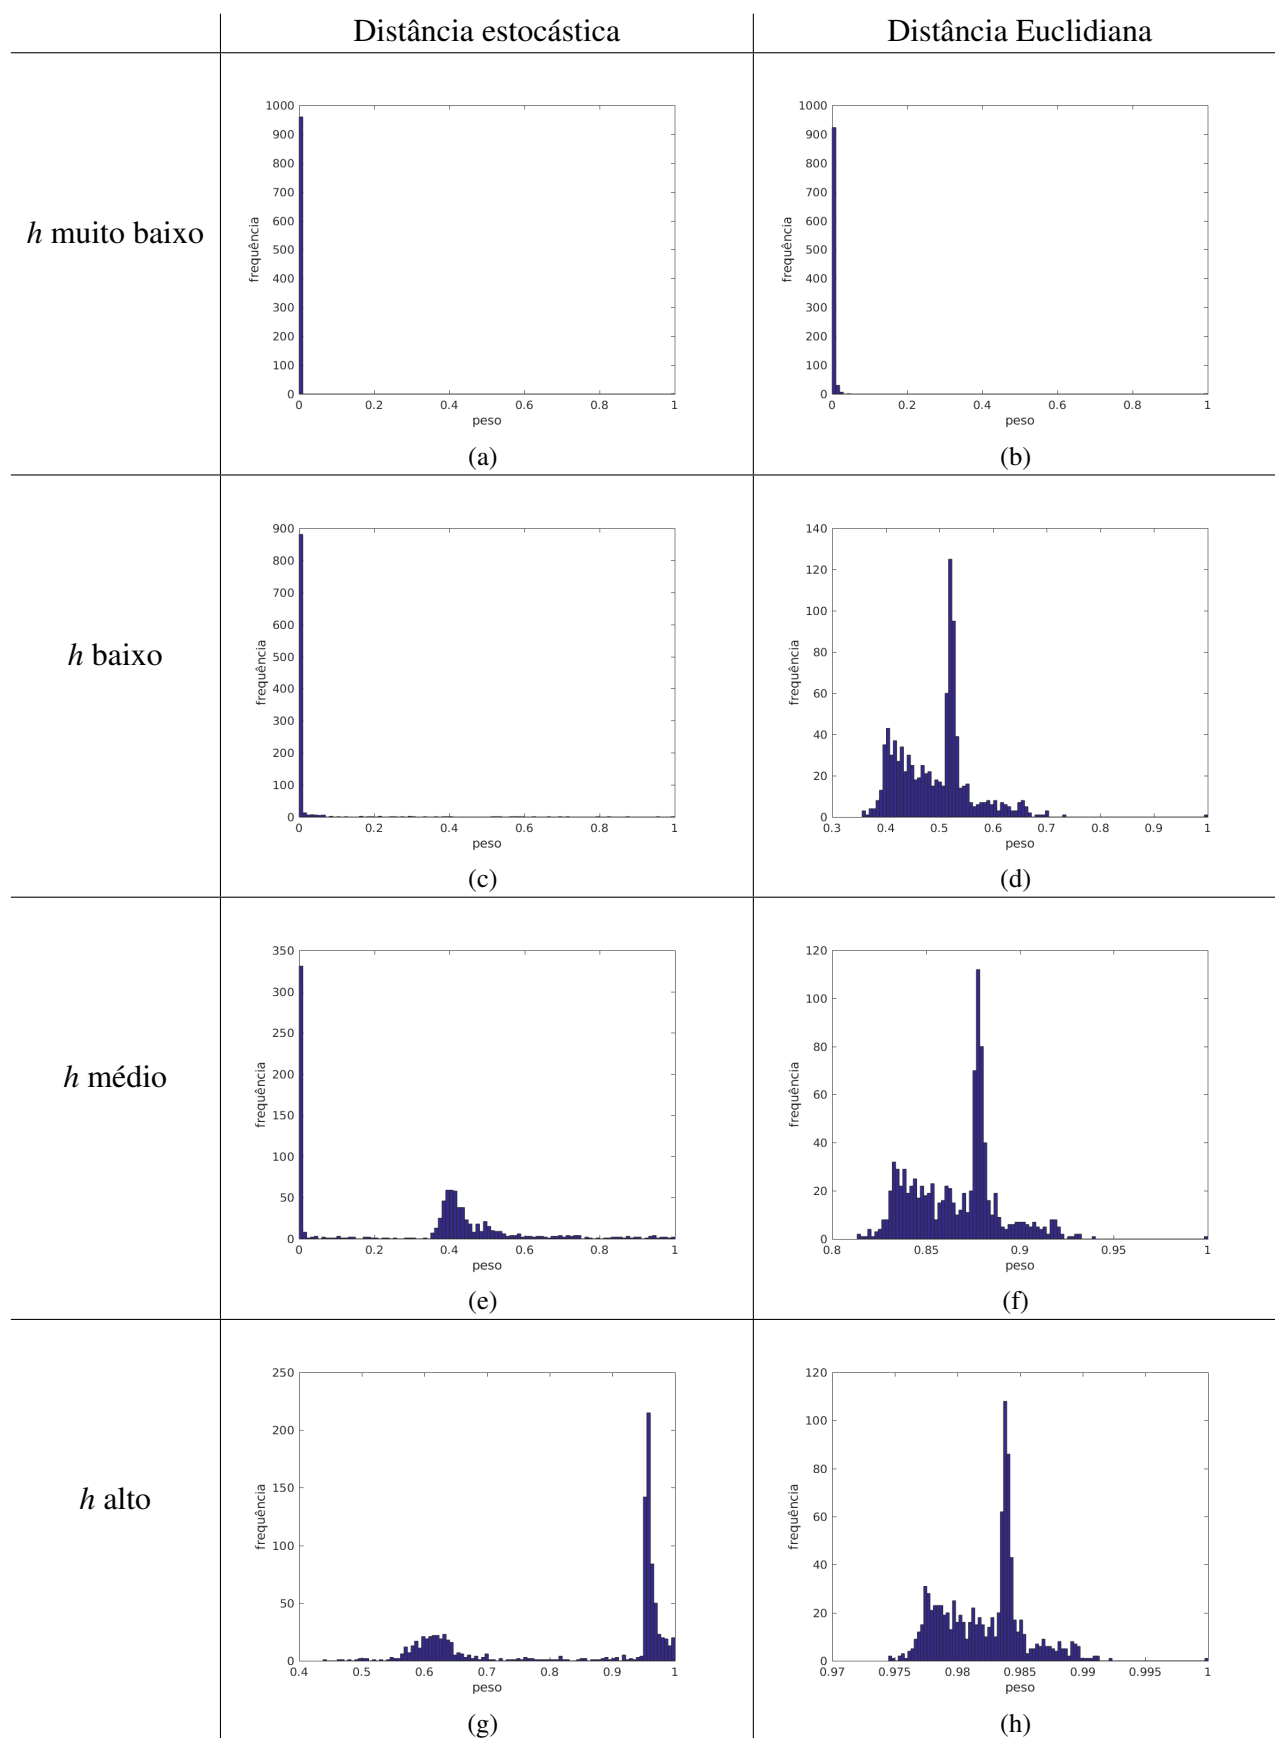 Distância estocástica Distância Euclidiana
h muito baixo
1000 900 800 700 600 500 400 300 200 100 0
frequência
0 0.2 0.4 0.6 0.8 1
peso
(a)
1000 900 800 700 600 500 400 300 200 100 0
frequência
0 0.2 0.4 0.6 0.8 1
peso
(b)
h baixo
900 800 700 600 500 400 300 200 100 0
frequência
0 0.2 0.4 0.6 0.8 1
peso
(c)
140 120 100 80 60 40 20 0
frequência
0.3 0.4 0.5 0.6 0.7 0.8 0.9 1
peso
(d)
h médio
350 300 250 200 150 100 50 0
frequência
0 0.2 0.4 0.6 0.8 1
peso
(e)
120 100 80 60 40 20 0
frequência
0.8 0.85 0.9 0.95 1
peso
(f)
h alto
250 200 150 100 50 0
frequência
0.4 0.5 0.6 0.7 0.8 0.9 1
peso
(g)
120 100 80 60 40 20 0
frequência
0.97 0.975 0.98 0.985 0.99 0.995 1
peso
(h)